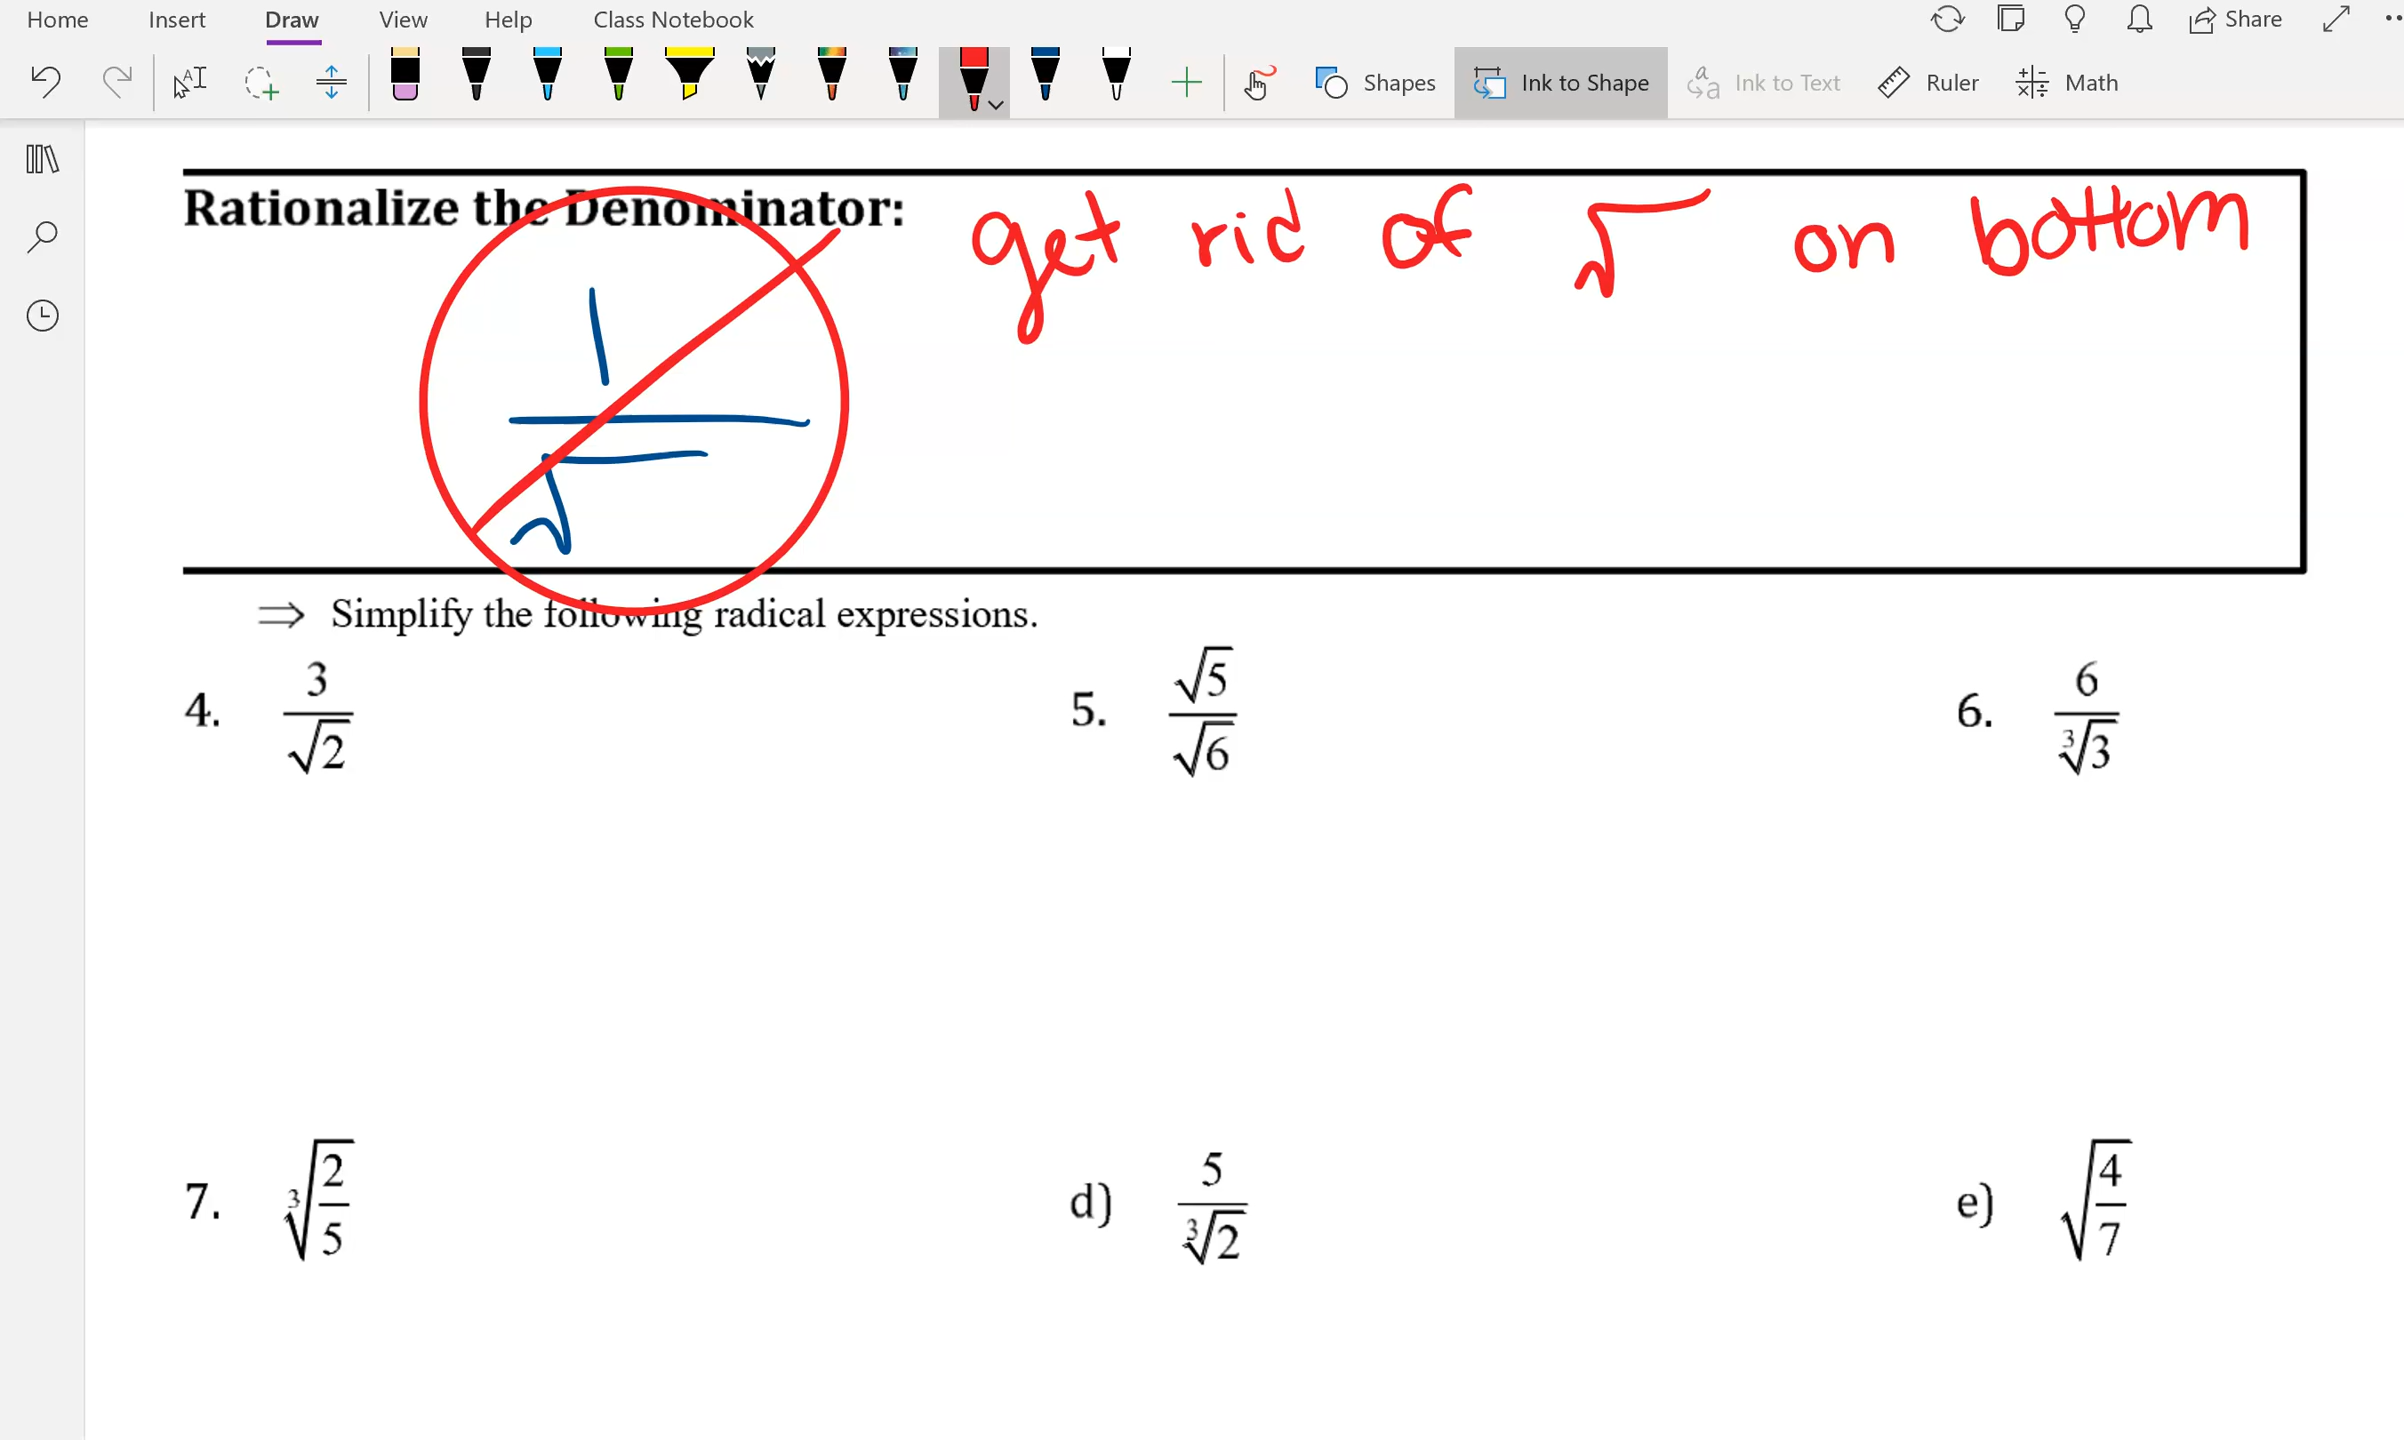 Home Insert Draw View Help Class Notebook Share
Shapes Ink to Shape Ink to Text Ruler Math
Rationalize the Denominator: get rid of √ on bottom
1
√
⇒ Simplify the following radical expressions.
4. 3/√2 5. √5/√6 6. 6/∛3
7. ∛(2/5) d) 5/∛2 e) √(4/7)